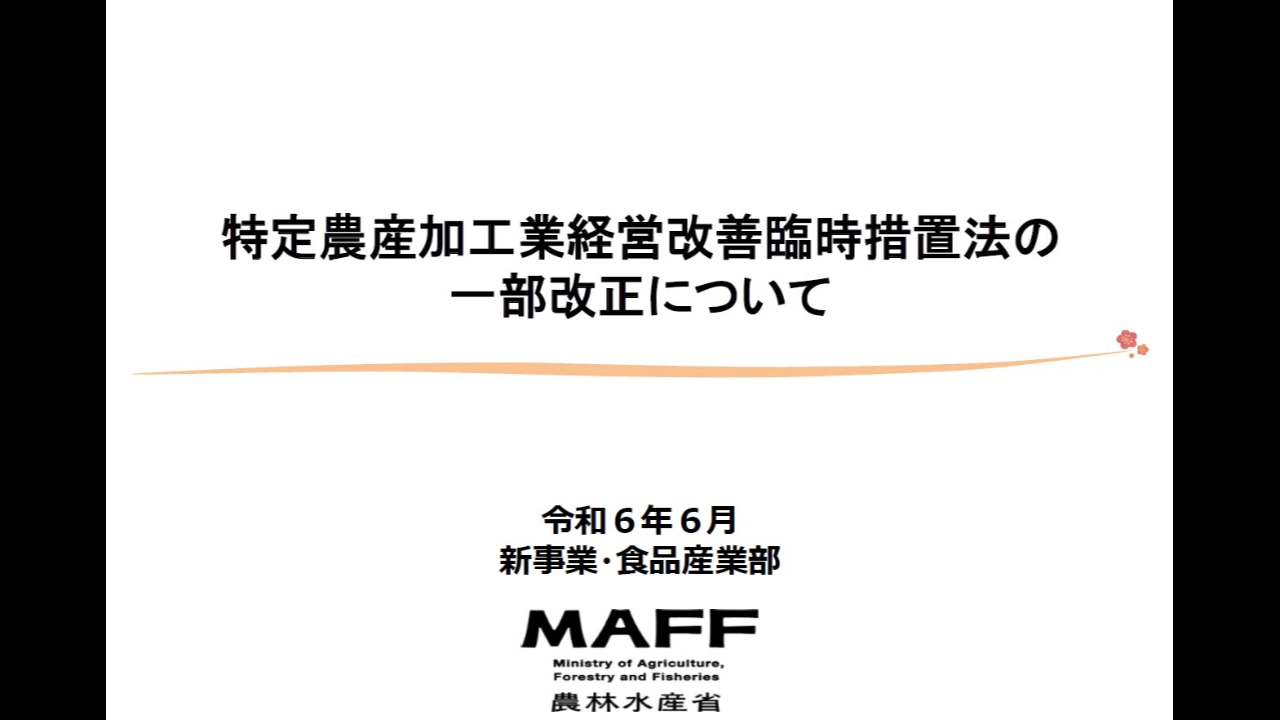 特定農産加工業経営改善臨時措置法の
一部改正について
令和６年６月
新事業・食品産業部
MAFF
Ministry of Agriculture,
Forestry and Fisheries
農林水産省